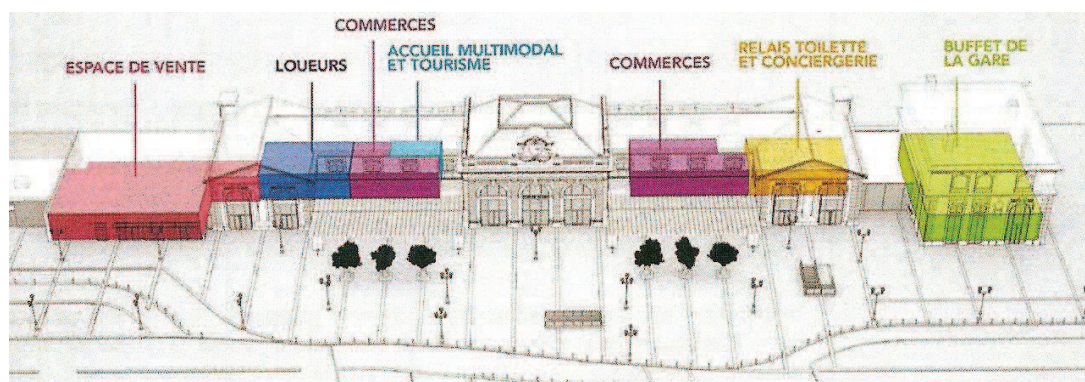 COMMERCES
ESPACE DE VENTE
LOUEURS
ACCUEIL MULTIMODAL
ET TOURISME
COMMERCES
RELAIS TOILETTE
ET CONCIERGERIE
BUFFET DE
LA GARE